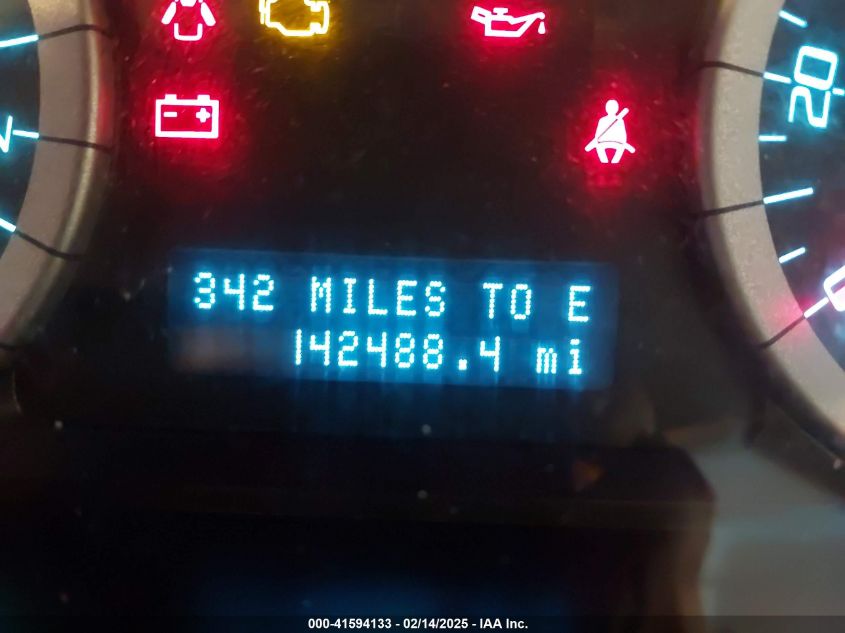 20
342 MILES TO E
142488.4 mi
000-41594133 - 02/14/2025 - IAA Inc.